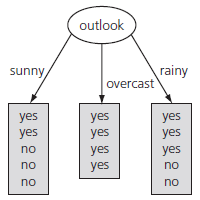 outlook
sunny
rainy
overcast
yes
yes
no
no
no
yes
yes
yes
yes
yes
yes
yes
no
no